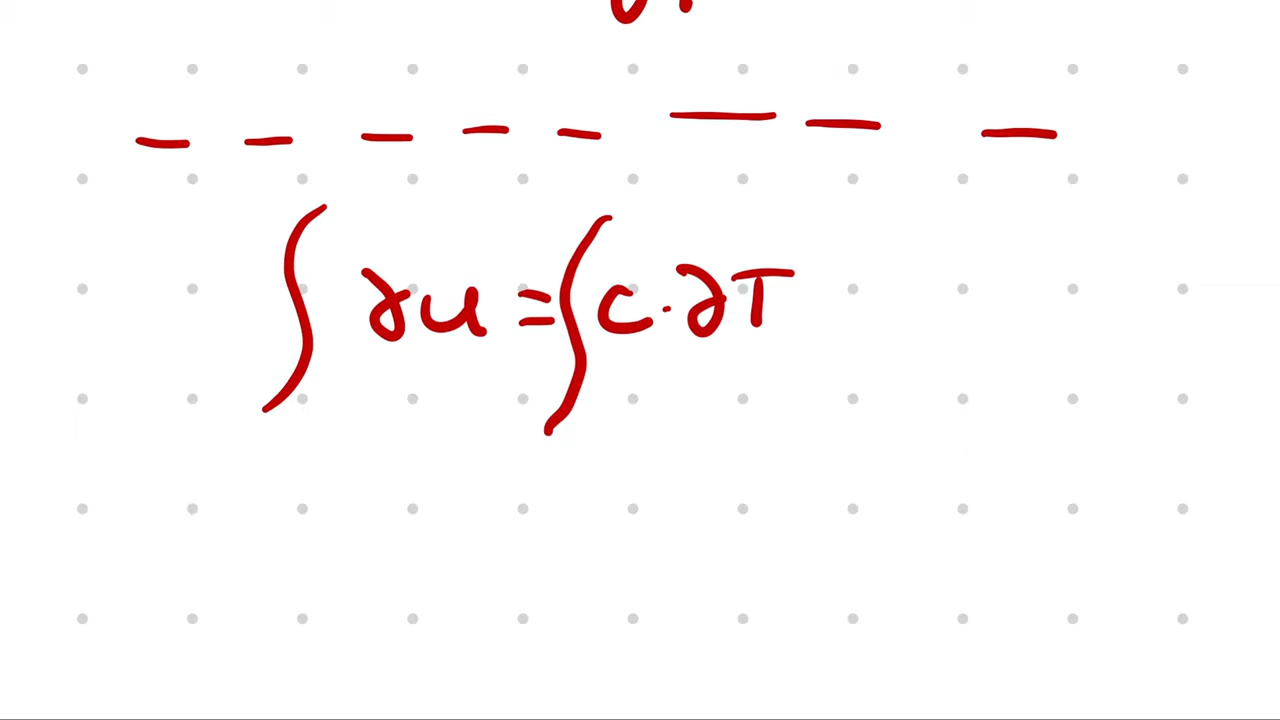 ∫ ∂u = ∫ c·∂T